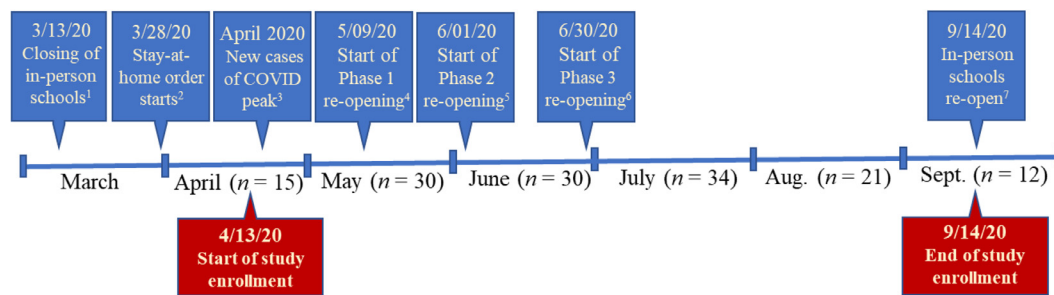 3/13/20
Closing of
in-person
schools¹
3/28/20
Stay-at-
home order
starts²
April 2020
New cases
of COVID
peak³
5/09/20
Start of
Phase 1
re-opening⁴
6/01/20
Start of
Phase 2
re-opening⁵
6/30/20
Start of
Phase 3
re-opening⁶
9/14/20
In-person
schools
re-open⁷
March
April (n = 15)
May (n = 30)
June (n = 30)
July (n = 34)
Aug. (n = 21)
Sept. (n = 12)
4/13/20
Start of study
enrollment
9/14/20
End of study
enrollment